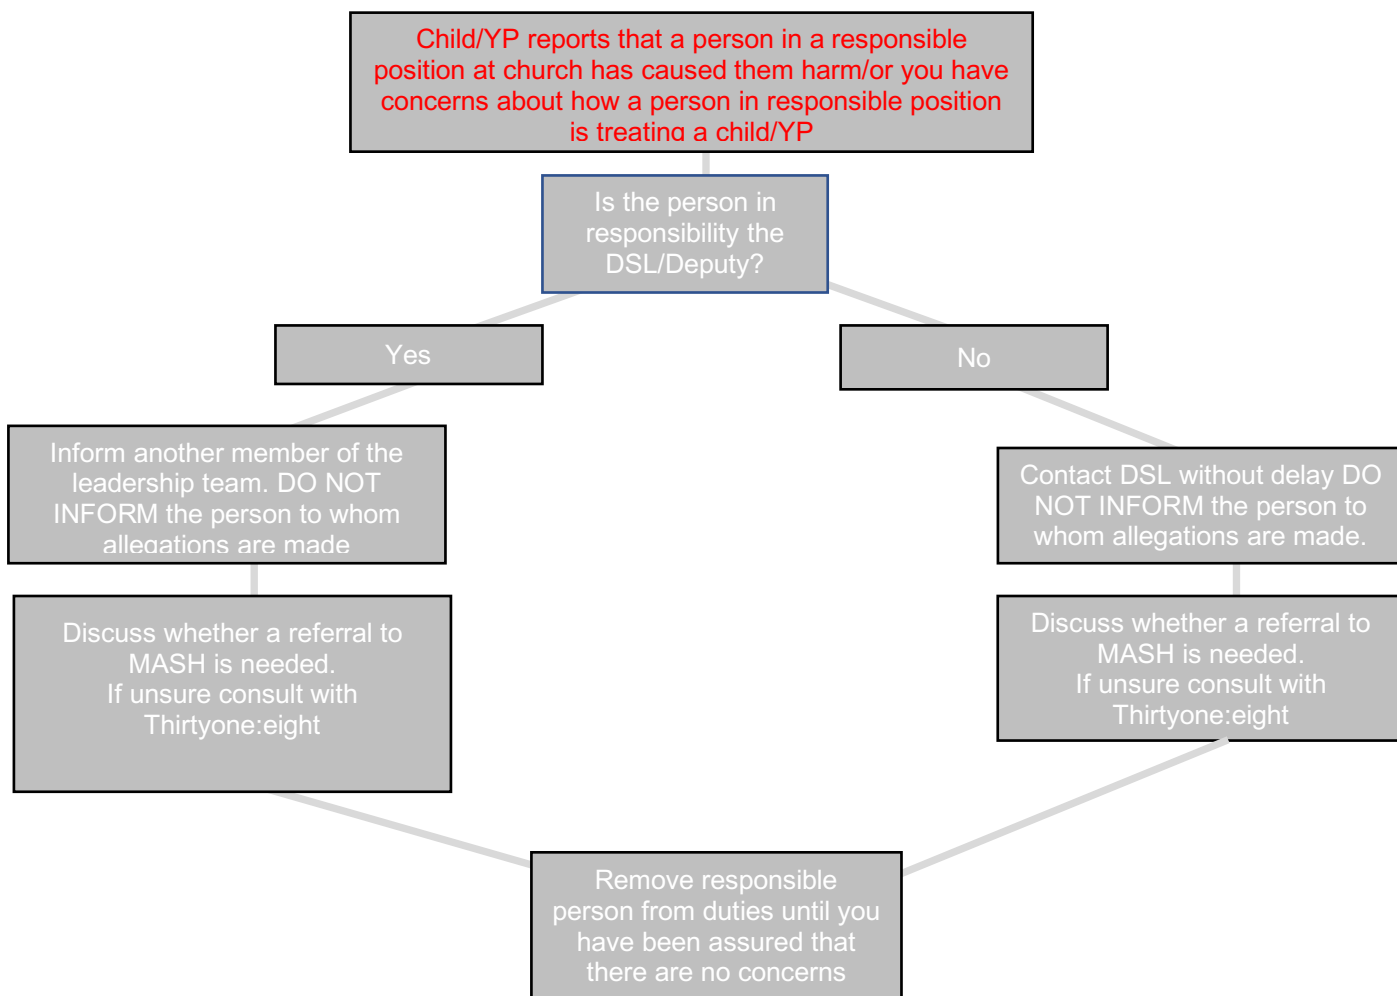 Child/YP reports that a person in a responsible
position at church has caused them harm/or you have
concerns about how a person in responsible position
is treating a child/YP
Is the person in
responsibility the
DSL/Deputy?
Yes
No
Inform another member of the
leadership team. DO NOT
INFORM the person to whom
allegations are made
Contact DSL without delay DO
NOT INFORM the person to
whom allegations are made.
Discuss whether a referral to
MASH is needed.
If unsure consult with
Thirtyone:eight
Discuss whether a referral to
MASH is needed.
If unsure consult with
Thirtyone:eight
Remove responsible
person from duties until you
have been assured that
there are no concerns